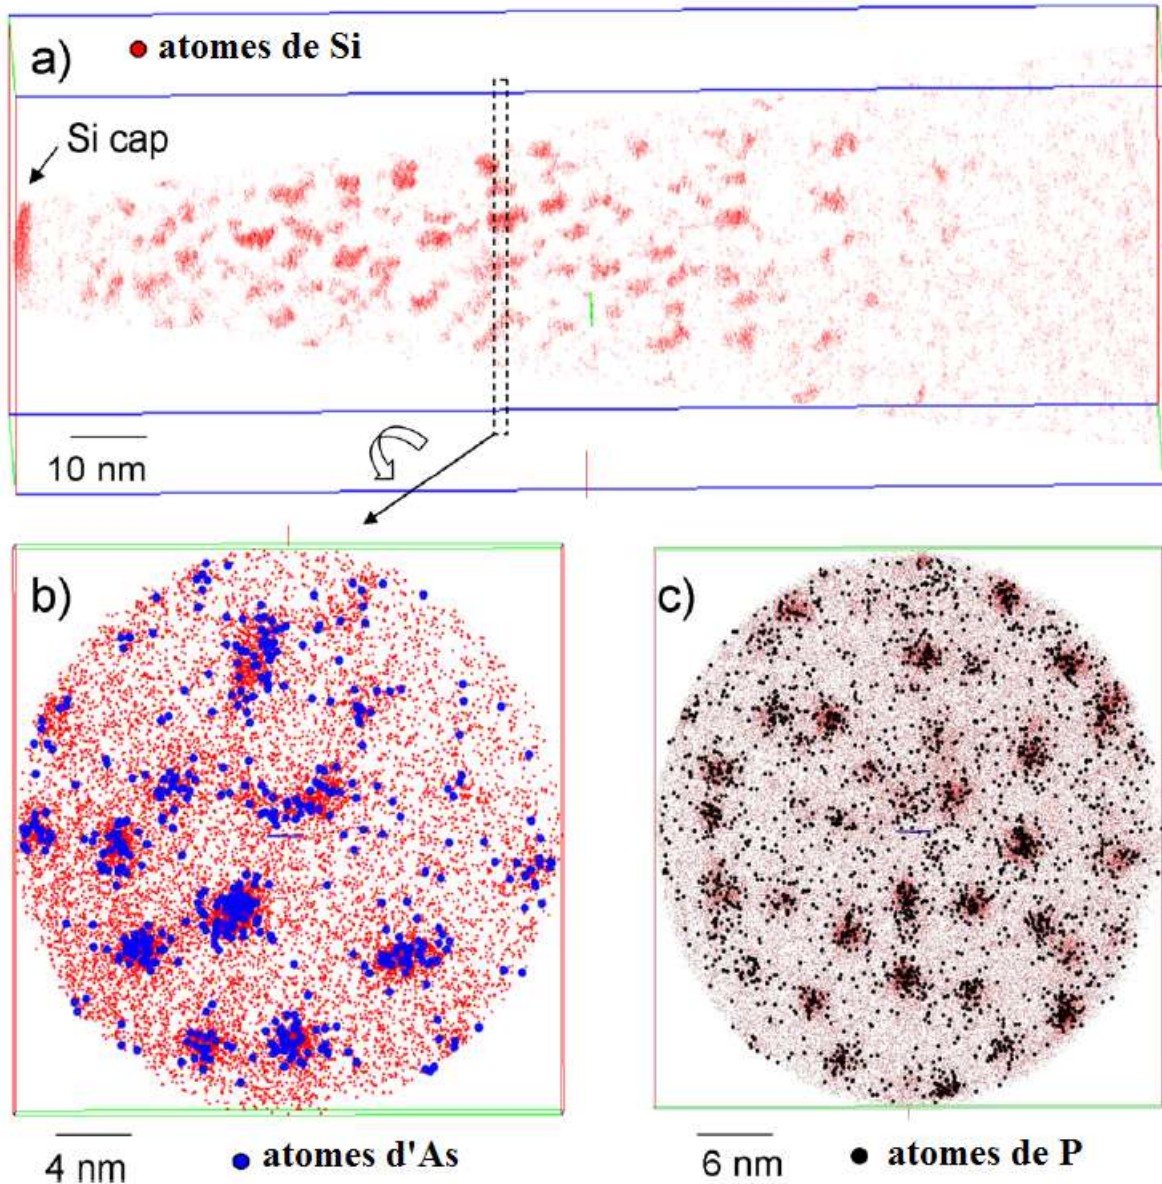 a)
atomes de Si
Si cap
10 nm
b)
c)
4 nm
atomes d'As
6 nm
atomes de P